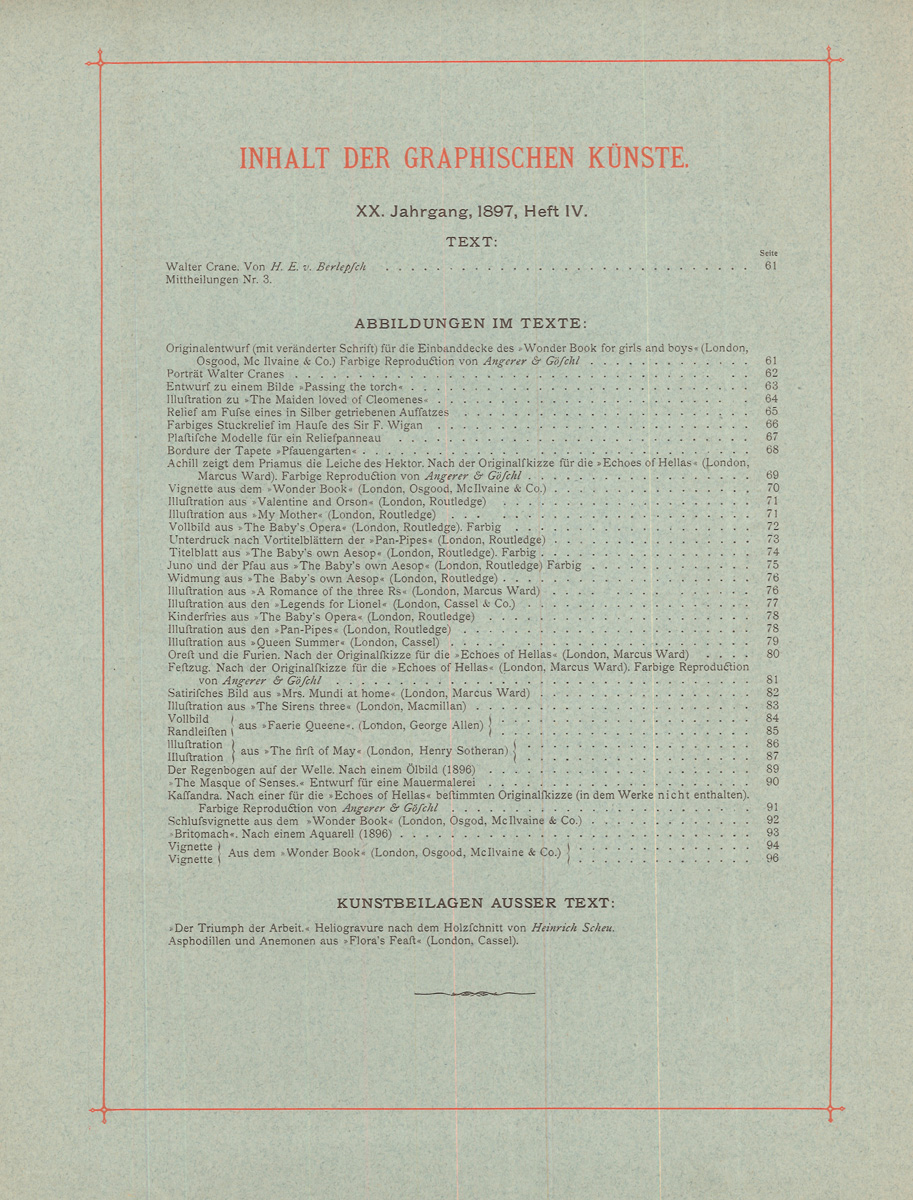 INHALT DER GRAPHISCHEN KÜNSTE.
XX. Jahrgang, 1897, Heft IV.
TEXT:
Seite
Walter Crane. Von H. E. v. Berlepſch . . . . . . . . . . 61
Mittheilungen Nr. 3.
ABBILDUNGEN IM TEXTE:
Originalentwurf (mit veränderter Schrift) für die Einbanddecke des »Wonder Book for girls and boys« (London,
Osgood, Mc Ilvaine & Co.) Farbige Reproduction von Angerer & Göſchl . . . . . . . . . . 61
Porträt Walter Cranes . . . . . . . . . . 62
Entwurf zu einem Bilde »Passing the torch« . . . . . . . . . . 63
Illuſtration zu »The Maiden loved of Cleomenes« . . . . . . . . . . 64
Relief am Fuſse eines in Silber getriebenen Aufſatzes . . . . . . . . . . 65
Farbiges Stuckrelief im Hauſe des Sir F. Wigan . . . . . . . . . . 66
Plaſtiſche Modelle für ein Reliefpanneau . . . . . . . . . . 67
Bordure der Tapete »Pfauengarten« . . . . . . . . . . 68
Achill zeigt dem Priamus die Leiche des Hektor. Nach der Originalſkizze für die »Echoes of Hellas« (London,
Marcus Ward). Farbige Reproduction von Angerer & Göſchl . . . . . . . . . . 69
Vignette aus dem »Wonder Book« (London, Osgood, McIlvaine & Co.) . . . . . . . . . . 70
Illuſtration aus »Valentine and Orson« (London, Routledge) . . . . . . . . . . 71
Illuſtration aus »My Mother« (London, Routledge) . . . . . . . . . . 71
Vollbild aus »The Baby's Opera« (London, Routledge). Farbig . . . . . . . . . . 72
Unterdruck nach Vortitelblättern der »Pan-Pipes« (London, Routledge) . . . . . . . . . . 73
Titelblatt aus »The Baby's own Aesop« (London, Routledge). Farbig . . . . . . . . . . 74
Juno und der Pfau aus »The Baby's own Aesop« (London, Routledge) Farbig . . . . . . . . . . 75
Widmung aus »The Baby's own Aesop« (London, Routledge) . . . . . . . . . . 76
Illuſtration aus »A Romance of the three Rs« (London, Marcus Ward) . . . . . . . . . . 76
Illuſtration aus den »Legends for Lionel« (London, Cassel & Co.) . . . . . . . . . . 77
Kinderfries aus »The Baby's Opera« (London, Routledge) . . . . . . . . . . 78
Illuſtration aus den »Pan-Pipes« (London, Routledge) . . . . . . . . . . 78
Illuſtration aus »Queen Summer« (London, Cassel) . . . . . . . . . . 79
Oreſt und die Furien. Nach der Originalſkizze für die »Echoes of Hellas« (London, Marcus Ward) . . . . 80
Feſtzug. Nach der Originalſkizze für die »Echoes of Hellas« (London, Marcus Ward). Farbige Reproduction
von Angerer & Göſchl . . . . . . . . . . 81
Satiriſches Bild aus »Mrs. Mundi at home« (London, Marcus Ward) . . . . . . . . . . 82
Illuſtration aus »The Sirens three« (London, Macmillan) . . . . . . . . . . 83
Vollbild . . . . . . . . . . 84
aus »Faerie Queene«. (London, George Allen)
Randleiſten . . . . . . . . . . 85
Illuſtration . . . . . . . . . . 86
aus »The firſt of May« (London, Henry Sotheran)
Illuſtration . . . . . . . . . . 87
Der Regenbogen auf der Welle. Nach einem Ölbild (1896) . . . . . . . . . . 89
»The Masque of Senses.« Entwurf für eine Mauermalerei . . . . . . . . . . 90
Kaſſandra. Nach einer für die »Echoes of Hellas« beſtimmten Originalſkizze (in dem Werke nicht enthalten).
Farbige Reproduction von Angerer & Göſchl . . . . . . . . . . 91
Schluſsvignette aus dem »Wonder Book« (London, Osgod, McIlvaine & Co.) . . . . . . . . . . 92
»Britomach«. Nach einem Aquarell (1896) . . . . . . . . . . 93
Vignette . . . . . . . . . . 94
Aus dem »Wonder Book« (London, Osgood, McIlvaine & Co.)
Vignette . . . . . . . . . . 96
KUNSTBEILAGEN AUSSER TEXT:
»Der Triumph der Arbeit.« Heliogravure nach dem Holzſchnitt von Heinrich Scheu.
Asphodillen und Anemonen aus »Flora's Feaſt« (London, Cassel).